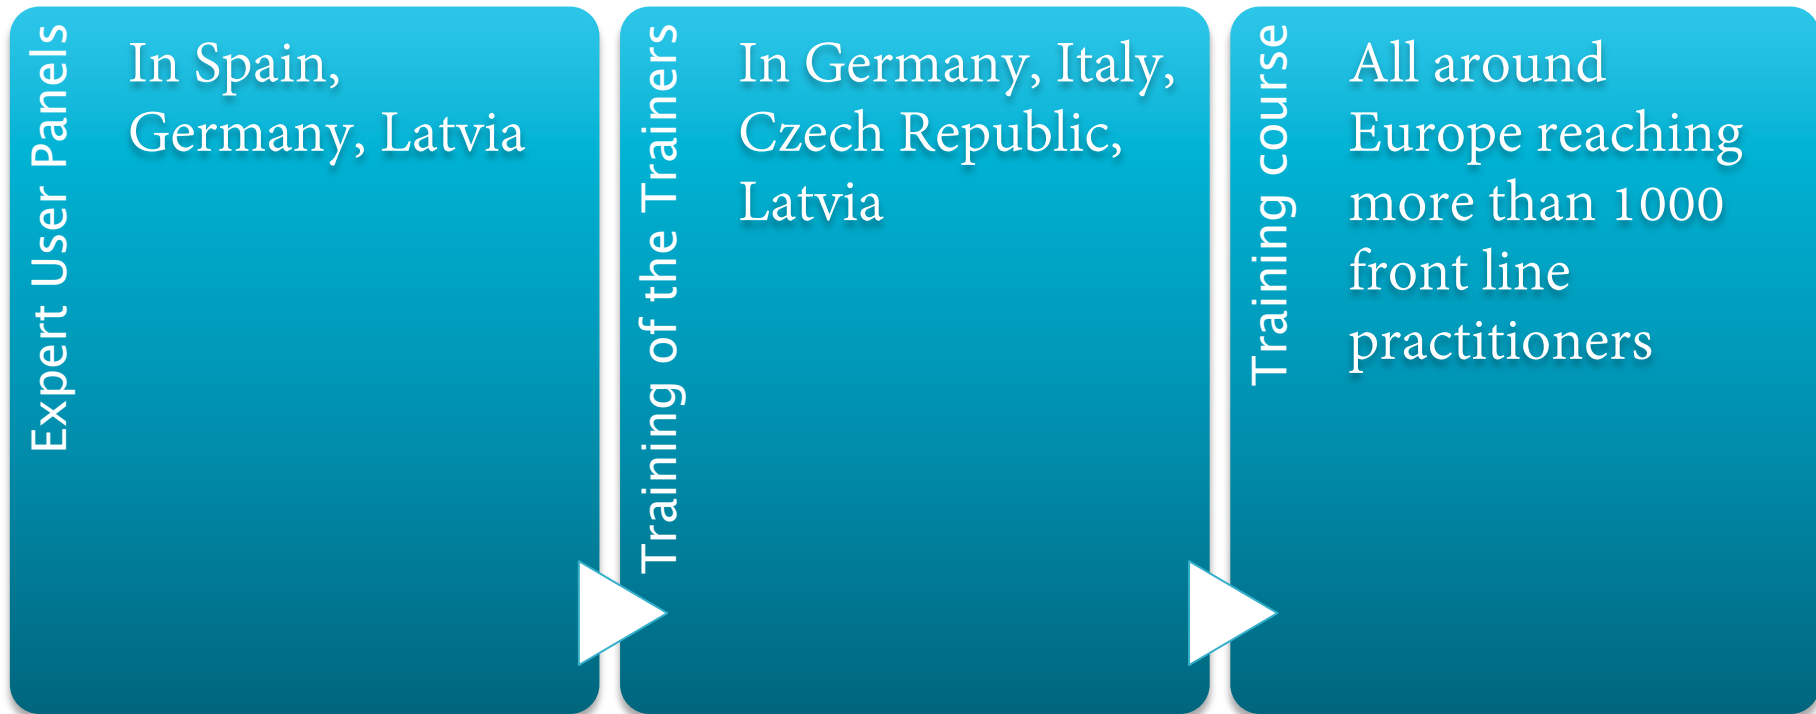 Expert User Panels
In Spain,
Germany, Latvia
Training of the Trainers
In Germany, Italy,
Czech Republic,
Latvia
Training course
All around
Europe reaching
more than 1000
front line
practitioners